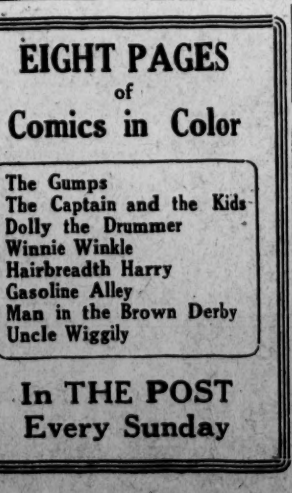 EIGHT PAGES
of
Comics in Color
The Gumps
The Captain and the Kids
Dolly the Drummer
Winnie Winkle
Hairbreadth Harry
Gasoline Alley
Man in the Brown Derby
Uncle Wiggily
In THE POST
Every Sunday